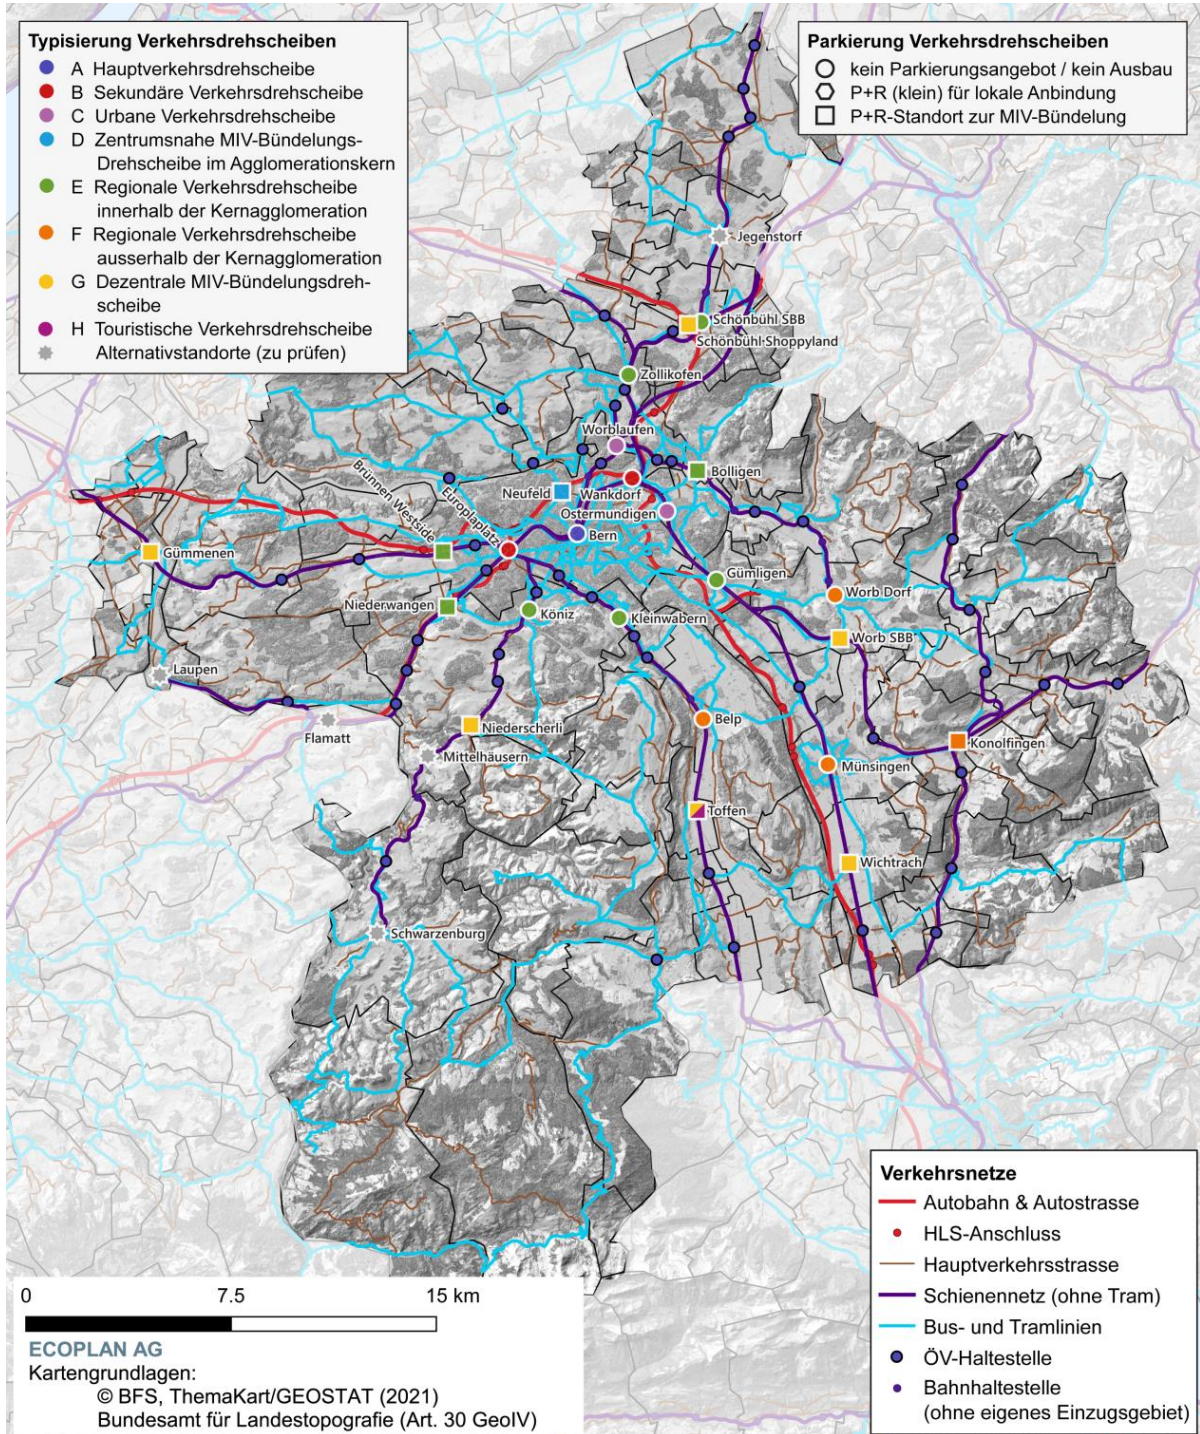 Typisierung Verkehrsdrehscheiben
A Hauptverkehrsdrehscheibe
B Sekundäre Verkehrsdrehscheibe
C Urbane Verkehrsdrehscheibe
D Zentrumsnahe MIV-Bündelungs-
Drehscheibe im Agglomerationskern
E Regionale Verkehrsdrehscheibe
innerhalb der Kernagglomeration
F Regionale Verkehrsdrehscheibe
ausserhalb der Kernagglomeration
G Dezentrale MIV-Bündelungsdreh-
scheibe
H Touristische Verkehrsdrehscheibe
Alternativstandorte (zu prüfen)
Parkierung Verkehrsdrehscheiben
kein Parkierungsangebot / kein Ausbau
P+R (klein) für lokale Anbindung
P+R-Standort zur MIV-Bündelung
Jegenstorf
Schönbühl SBB
Schönbühl Shoppyland
Zollikofen
Worblaufen
Bolligen
Brünnen Westside
Europlaplatz
Neufeld
Wankdorf
Ostermundigen
Bern
Gümmenen
Gümligen
Niederwangen
Köniz
Kleinwabern
Worb Dorf
Worb SBB
Laupen
Flamatt
Niederscherli
Belp
Mittelhäusern
Münsingen
Konolfingen
Toffen
Wichtrach
Schwarzenburg
Verkehrsnetze
Autobahn & Autostrasse
HLS-Anschluss
Hauptverkehrsstrasse
Schienennetz (ohne Tram)
Bus- und Tramlinien
ÖV-Haltestelle
Bahnhaltestelle
(ohne eigenes Einzugsgebiet)
0 7.5 15 km
ECOPLAN AG
Kartengrundlagen:
© BFS, ThemaKart/GEOSTAT (2021)
Bundesamt für Landestopografie (Art. 30 GeoIV)